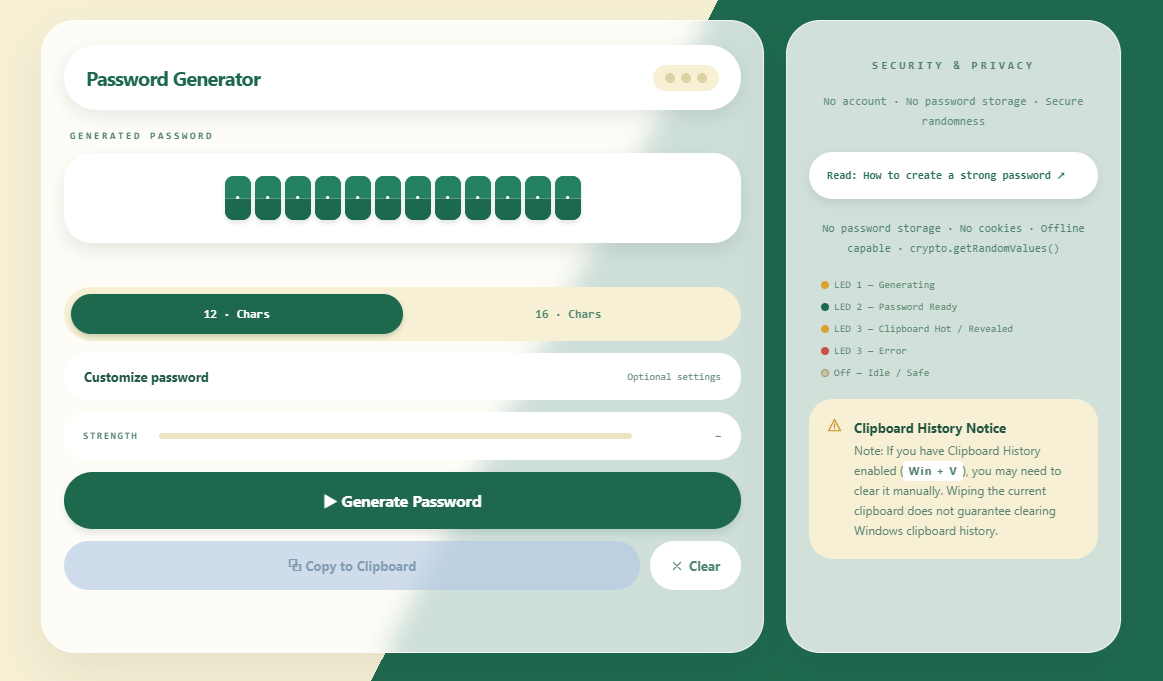 Password Generator
GENERATED PASSWORD
· · · · · · · · · · · ·
12 · Chars
16 · Chars
Customize password
Optional settings
STRENGTH
—
▶ Generate Password
Copy to Clipboard
✕ Clear
SECURITY & PRIVACY
No account · No password storage · Secure
randomness
Read: How to create a strong password ↗
No password storage · No cookies · Offline
capable · crypto.getRandomValues()
LED 1 — Generating
LED 2 — Password Ready
LED 3 — Clipboard Hot / Revealed
LED 3 — Error
Off — Idle / Safe
⚠ Clipboard History Notice
Note: If you have Clipboard History
enabled ( Win + V ), you may need to
clear it manually. Wiping the current
clipboard does not guarantee clearing
Windows clipboard history.